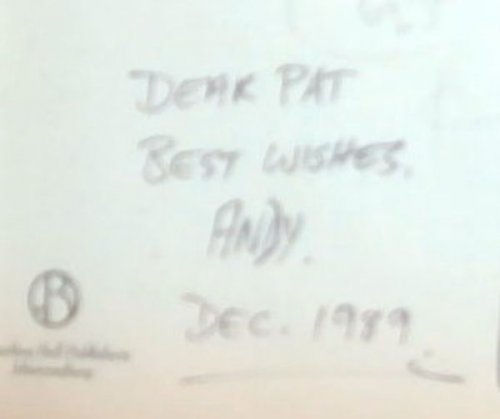 DEAR PAT
BEST WISHES.
ANDY.
DEC. 1989
B